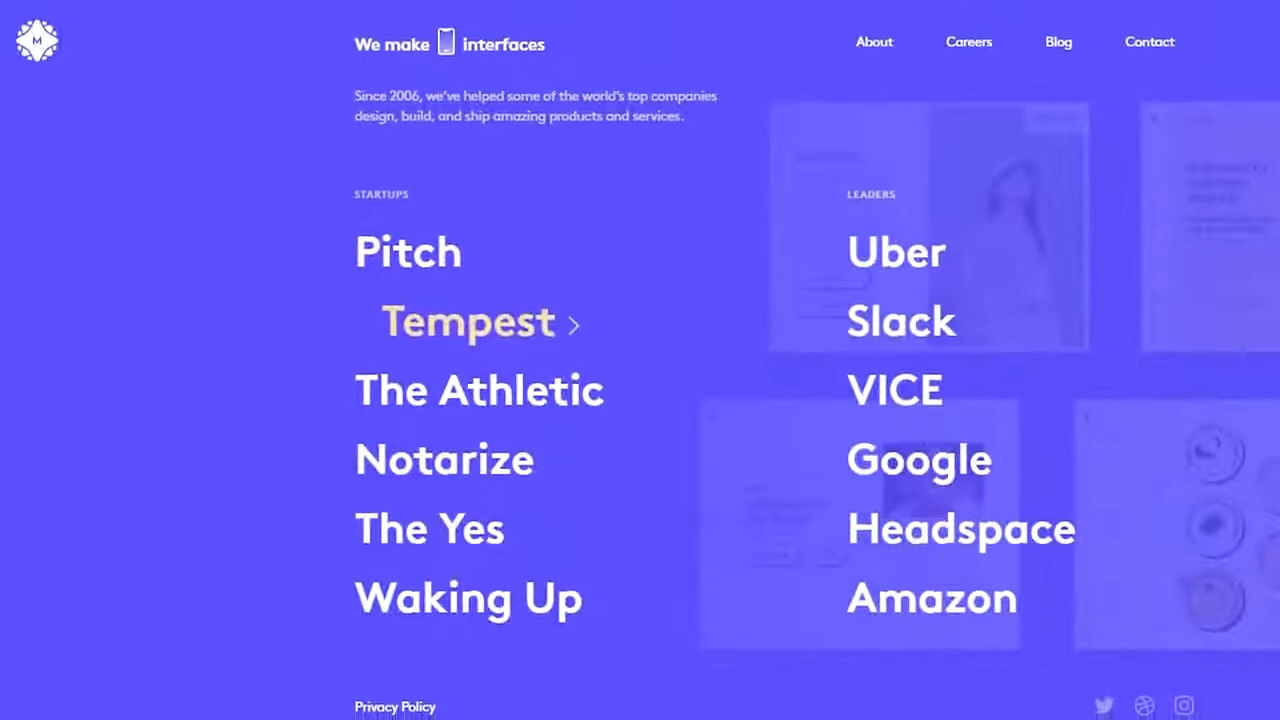 M
We make interfaces
About
Careers
Blog
Contact
Since 2006, we've helped some of the world's top companies
design, build, and ship amazing products and services.
STARTUPS
Pitch
Tempest
The Athletic
Notarize
The Yes
Waking Up
LEADERS
Uber
Slack
VICE
Google
Headspace
Amazon
Privacy Policy